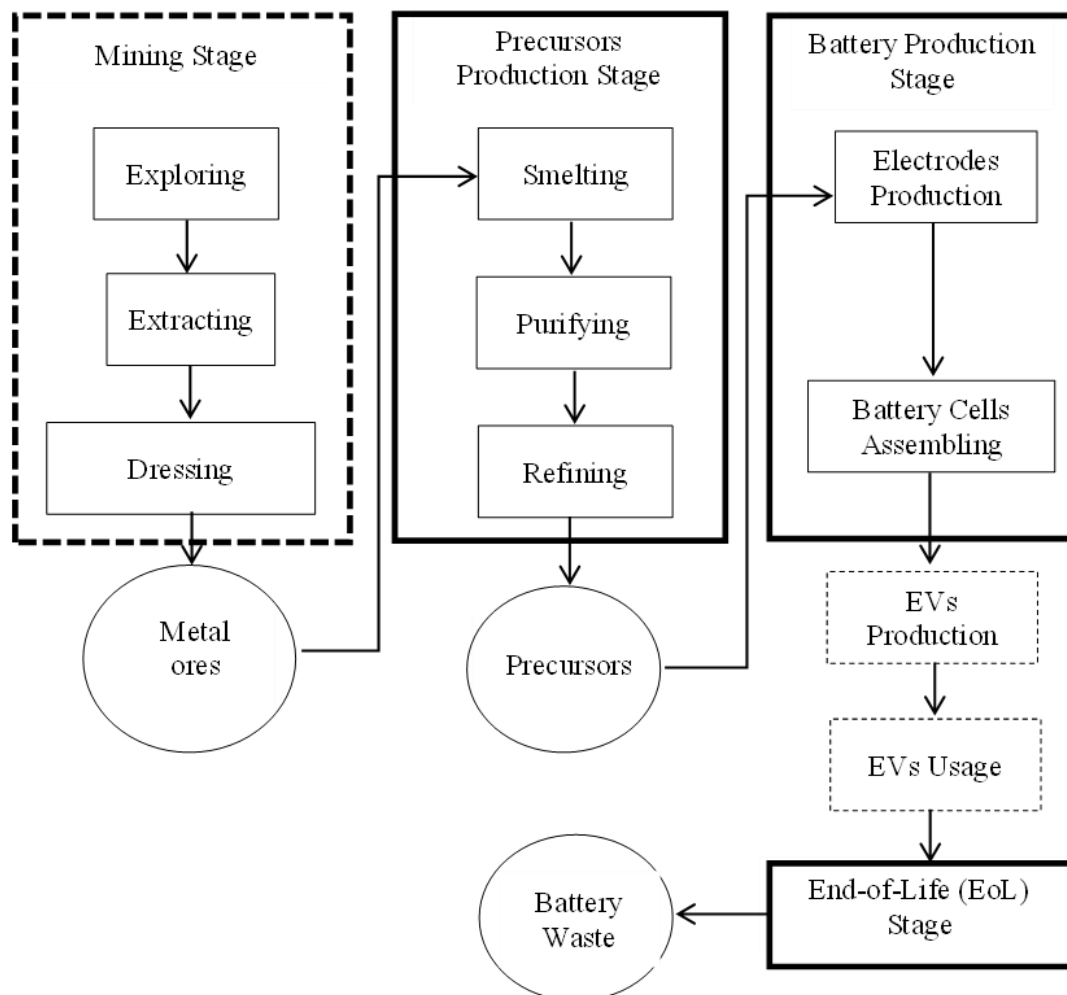 Mining Stage
Exploring
Extracting
Dressing
Metal
ores
Precursors
Production Stage
Smelting
Purifying
Refining
Precursors
Battery Production
Stage
Electrodes
Production
Battery Cells
Assembling
EVs
Production
EVs Usage
End-of-Life (EoL)
Stage
Battery
Waste